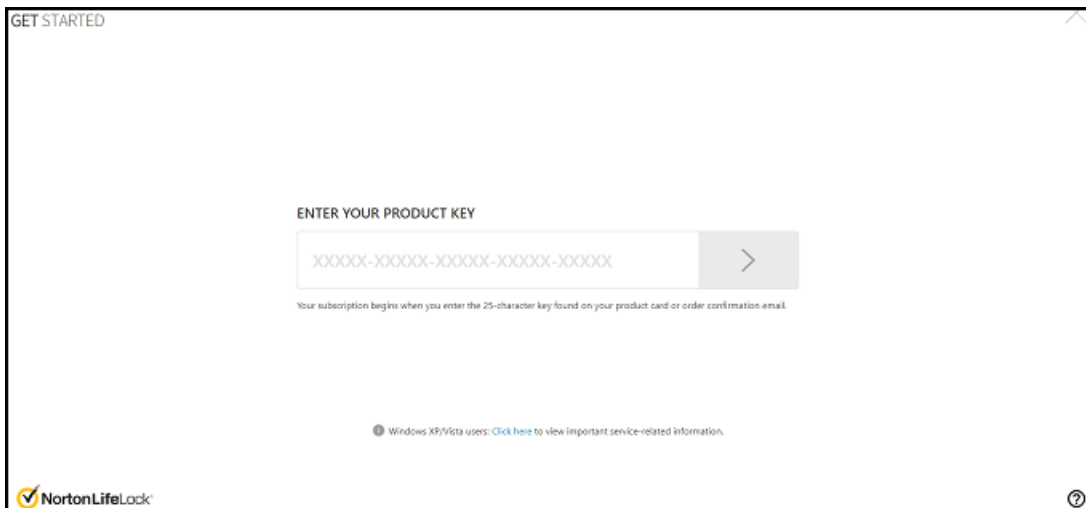 GET STARTED
ENTER YOUR PRODUCT KEY
XXXXX-XXXXX-XXXXX-XXXXX-XXXXX
Your subscription begins when you enter the 25-character key found on your product card or order confirmation email.
Windows XP/Vista users: Click here to view important service-related information.
NortonLifeLock